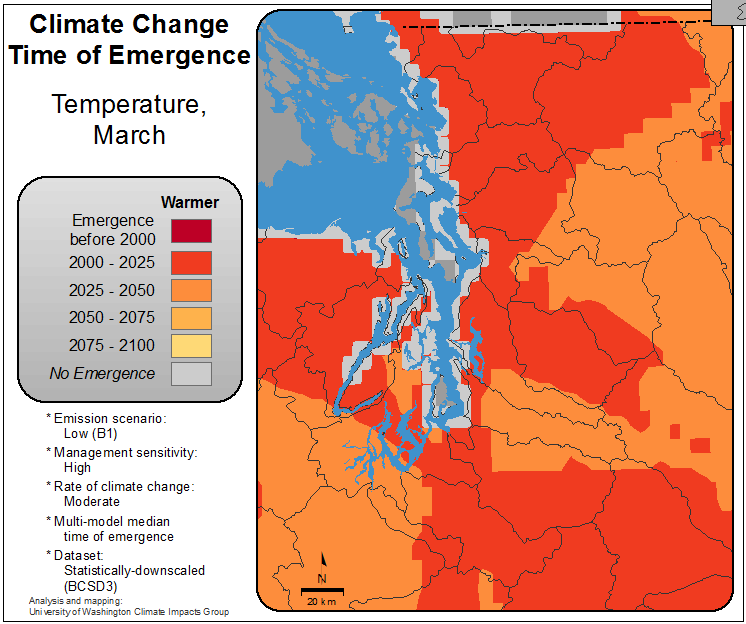 Climate Change
Time of Emergence
Temperature,
March
Warmer
Emergence
before 2000
2000 - 2025
2025 - 2050
2050 - 2075
2075 - 2100
No Emergence
* Emission scenario:
Low (B1)
* Management sensitivity:
High
* Rate of climate change:
Moderate
* Multi-model median
time of emergence
* Dataset:
Statistically-downscaled
(BCSD3)
Analysis and mapping:
University of Washington Climate Impacts Group
N
20 km